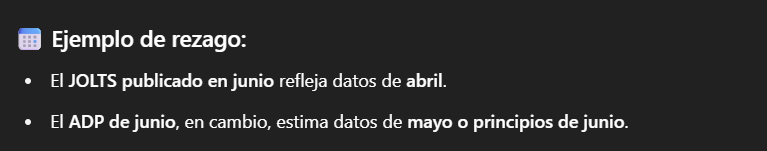 Ejemplo de rezago:
• El JOLTS publicado en junio refleja datos de abril.
• El ADP de junio, en cambio, estima datos de mayo o principios de junio.